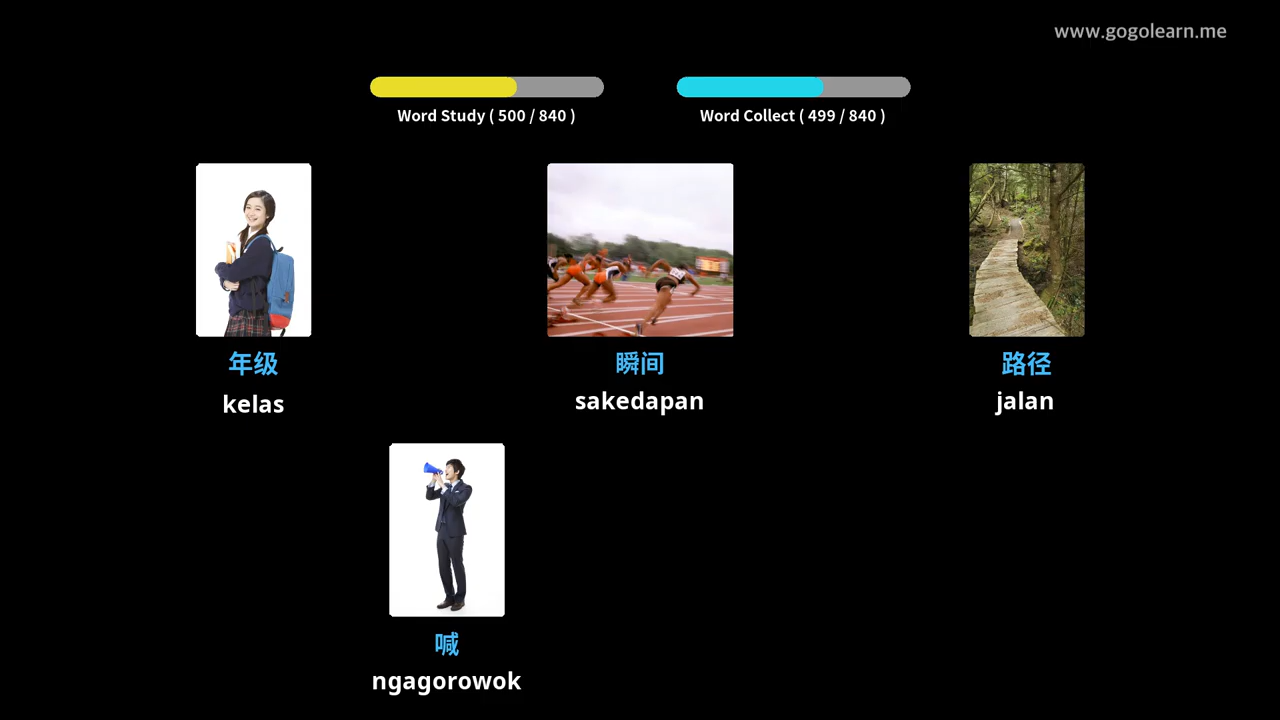 www.gogolearn.me
Word Study ( 500 / 840 )
Word Collect ( 499 / 840 )
年级
kelas
瞬间
sakedapan
路径
jalan
喊
ngagorowok